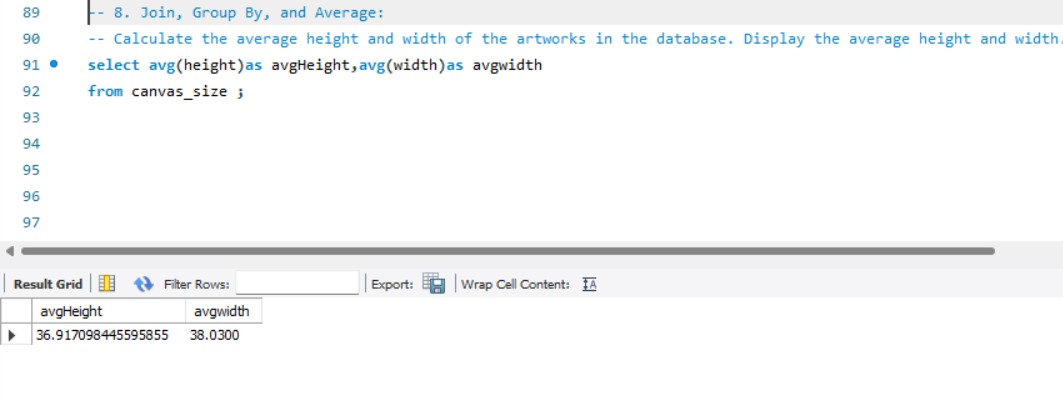 89 -- 8. Join, Group By, and Average:
90 -- Calculate the average height and width of the artworks in the database. Display the average height and width.
91 select avg(height)as avgHeight,avg(width)as avgwidth
92 from canvas_size ;
93
94
95
96
97
Result Grid Filter Rows: Export: Wrap Cell Content: IA
avgHeight avgwidth
36.917098445595855 38.0300